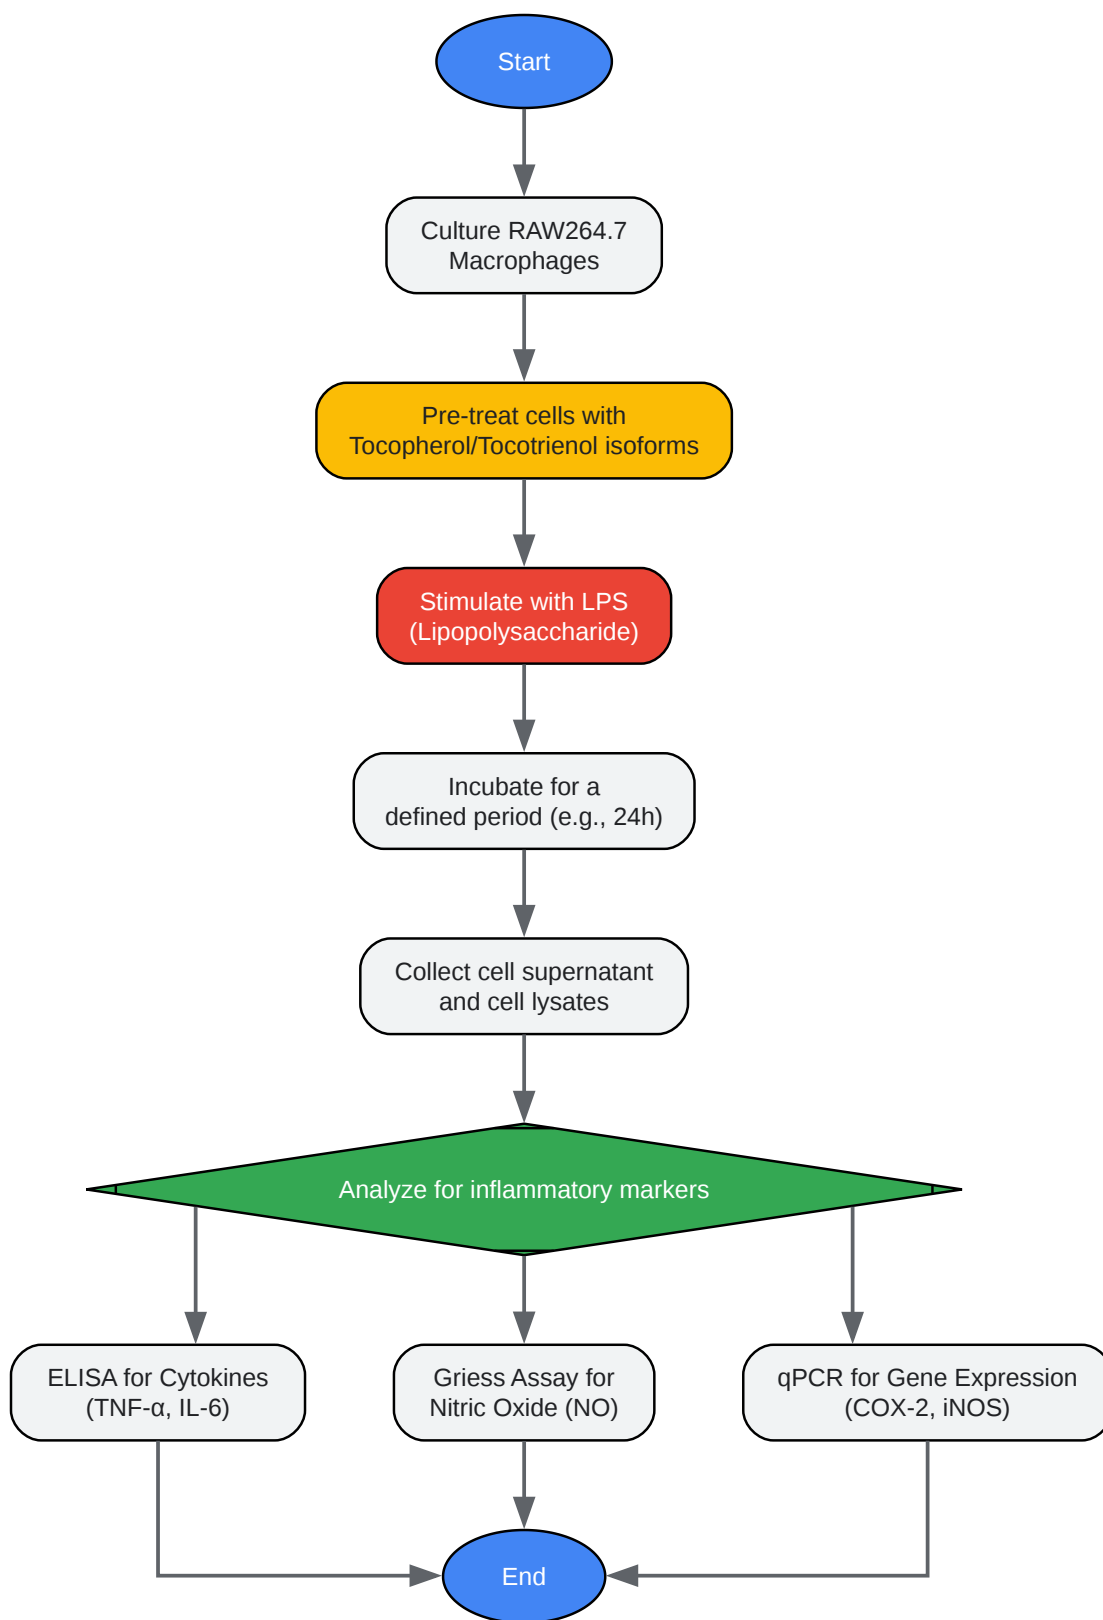 Start
Culture RAW264.7
Macrophages
Pre-treat cells with
Tocopherol/Tocotrienol isoforms
Stimulate with LPS
(Lipopolysaccharide)
Incubate for a
defined period (e.g., 24h)
Collect cell supernatant
and cell lysates
Analyze for inflammatory markers
ELISA for Cytokines
(TNF-α, IL-6)
Griess Assay for
Nitric Oxide (NO)
qPCR for Gene Expression
(COX-2, iNOS)
End